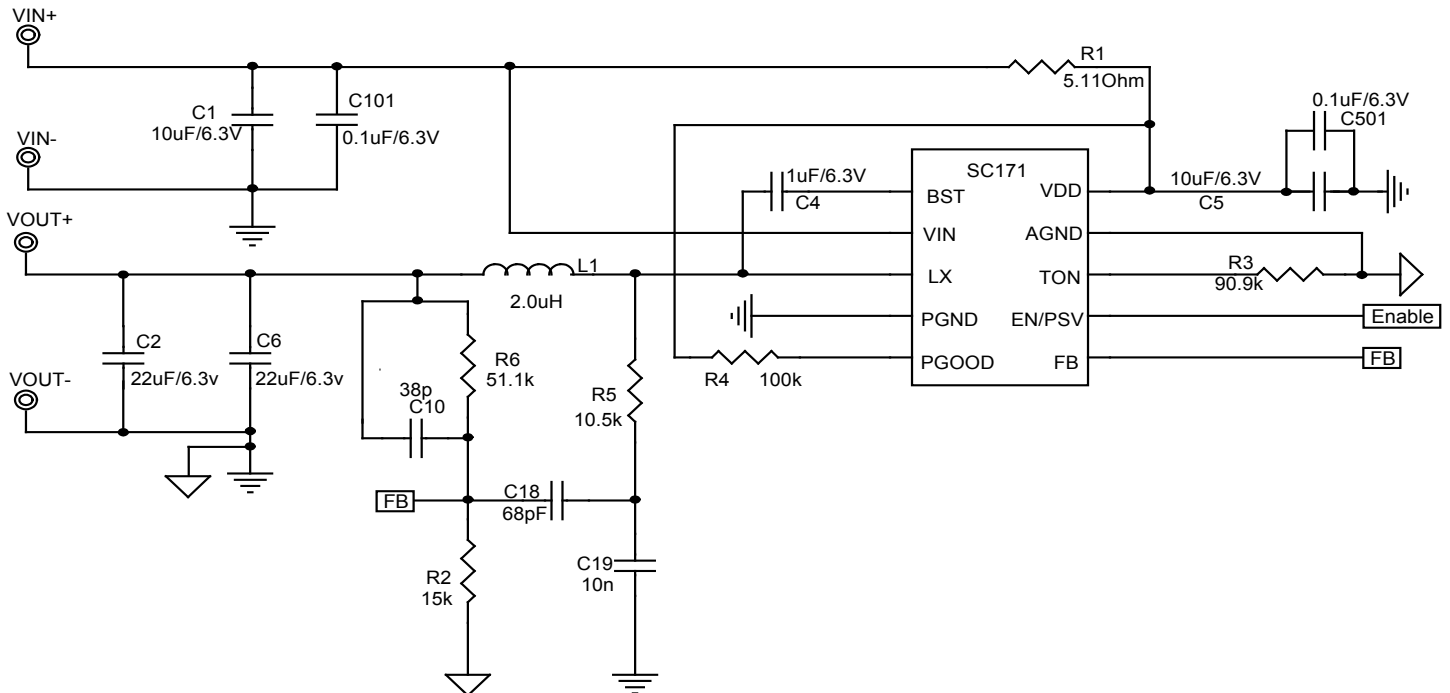 VIN+
R1
5.11Ohm
C1
10uF/6.3V
C101
0.1uF/6.3V
0.1uF/6.3V
C501
VIN-
SC171
1uF/6.3V
C4
BST
VDD
10uF/6.3V
C5
VOUT+
VIN
AGND
L1
2.0uH
LX
TON
R3
90.9k
PGND
EN/PSV
Enable
C2
22uF/6.3v
C6
22uF/6.3v
R6
51.1k
PGOOD
FB
FB
R4
100k
VOUT-
38p
C10
R5
10.5k
FB
C18
68pF
C19
10n
R2
15k